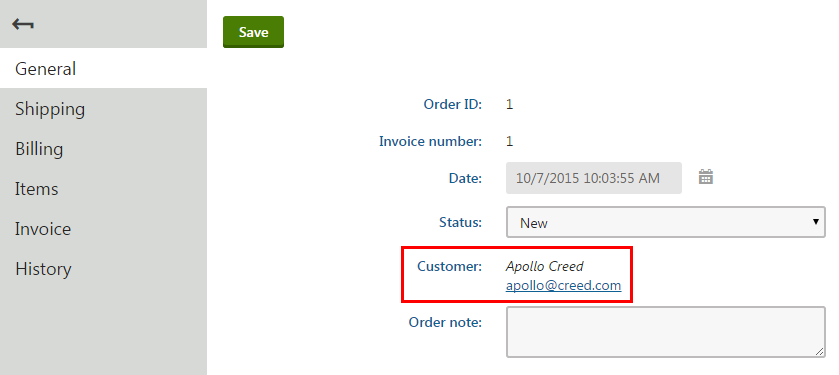 Save
General
Shipping
Billing
Items
Invoice
History
Order ID: 1
Invoice number: 1
Date: 10/7/2015 10:03:55 AM
Status: New
Customer: Apollo Creed
apollo@creed.com
Order note: